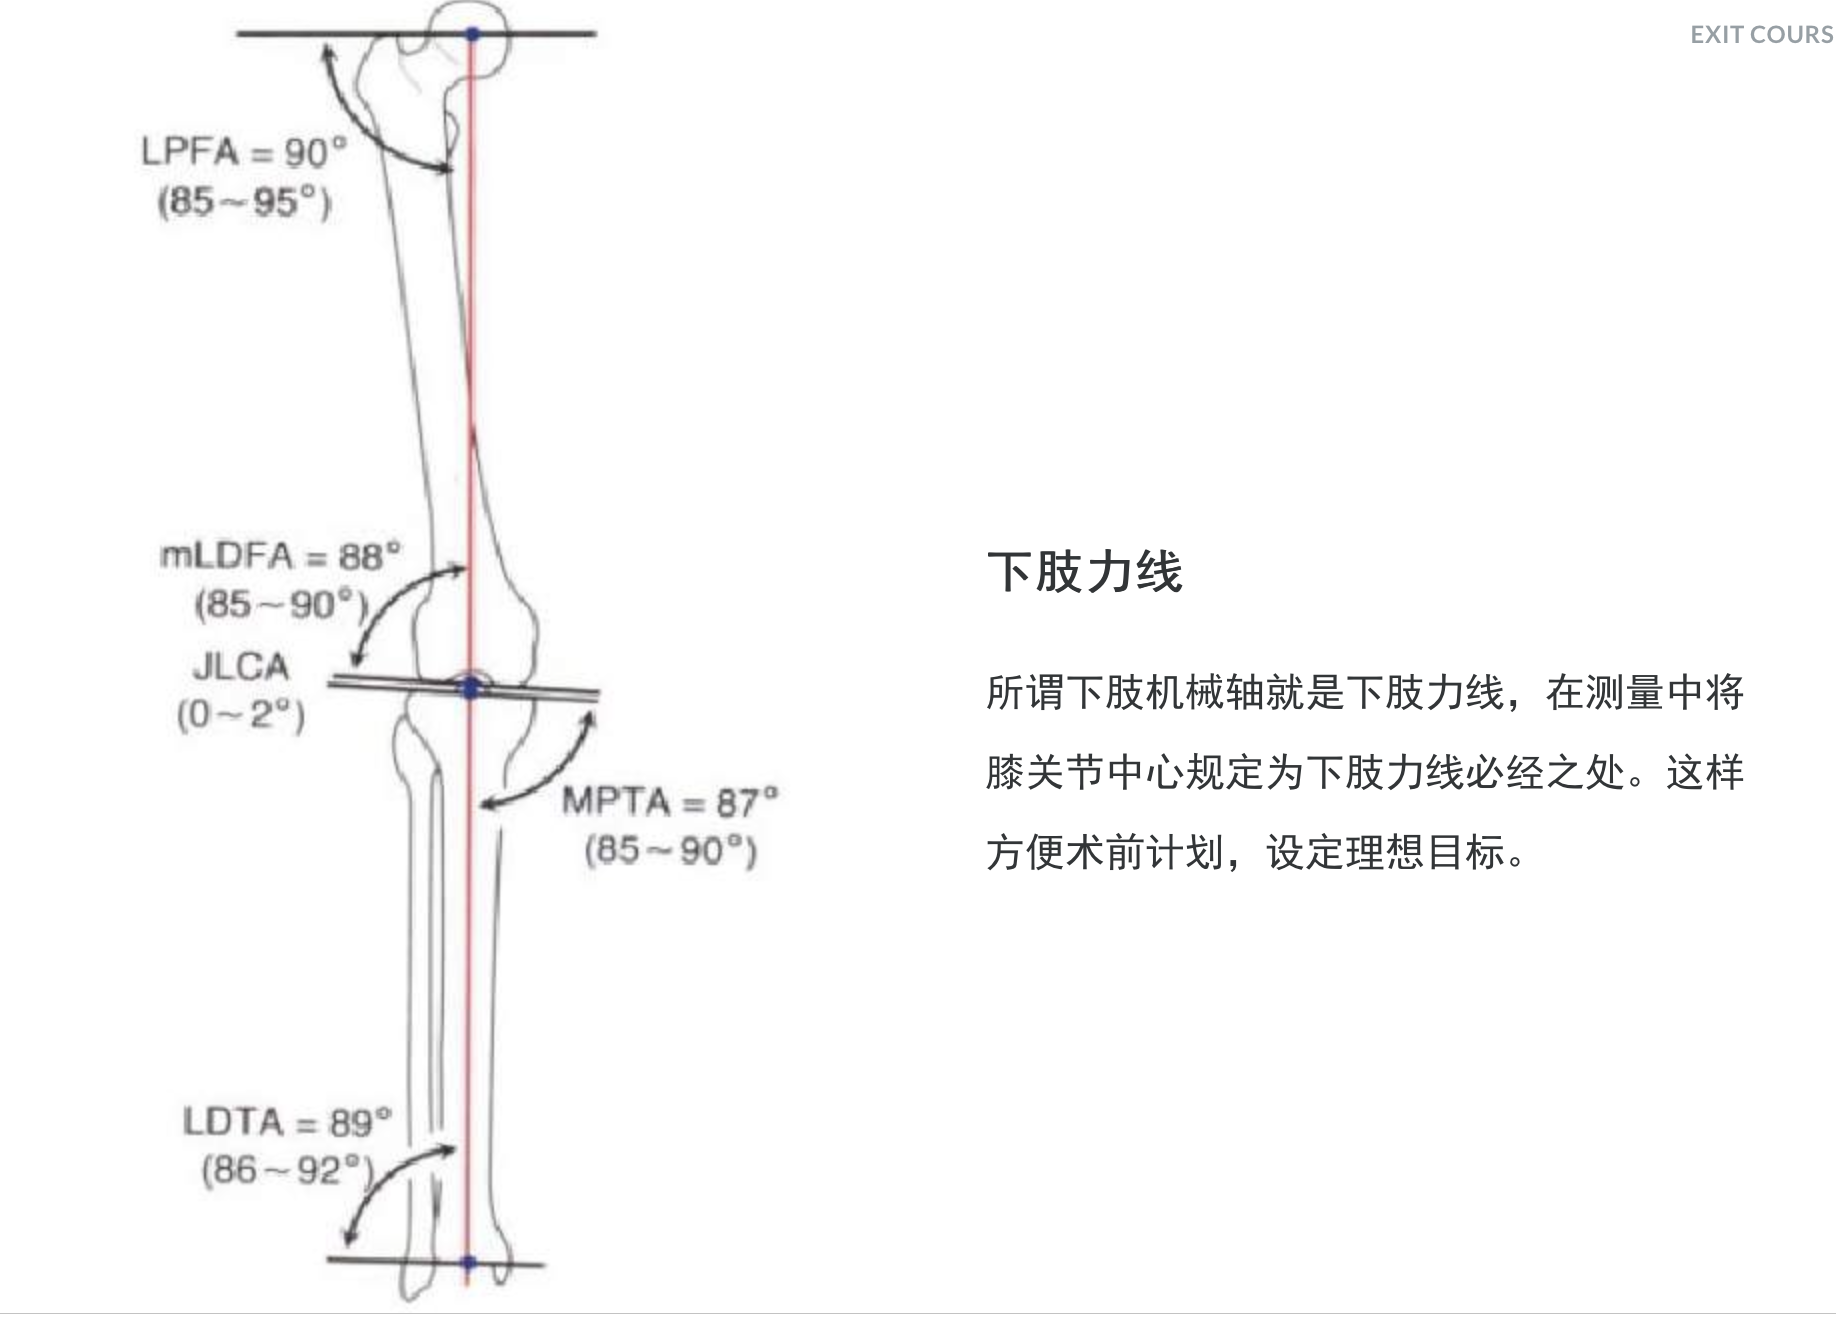 EXIT COURS
LPFA = 90°
(85~95°)
mLDFA = 88°
(85~90°)
JLCA
(0~2°)
MPTA = 87°
(85~90°)
LDTA = 89°
(86~92°)
下肢力线
所谓下肢机械轴就是下肢力线，在测量中将
膝关节中心规定为下肢力线必经之处。这样
方便术前计划，设定理想目标。